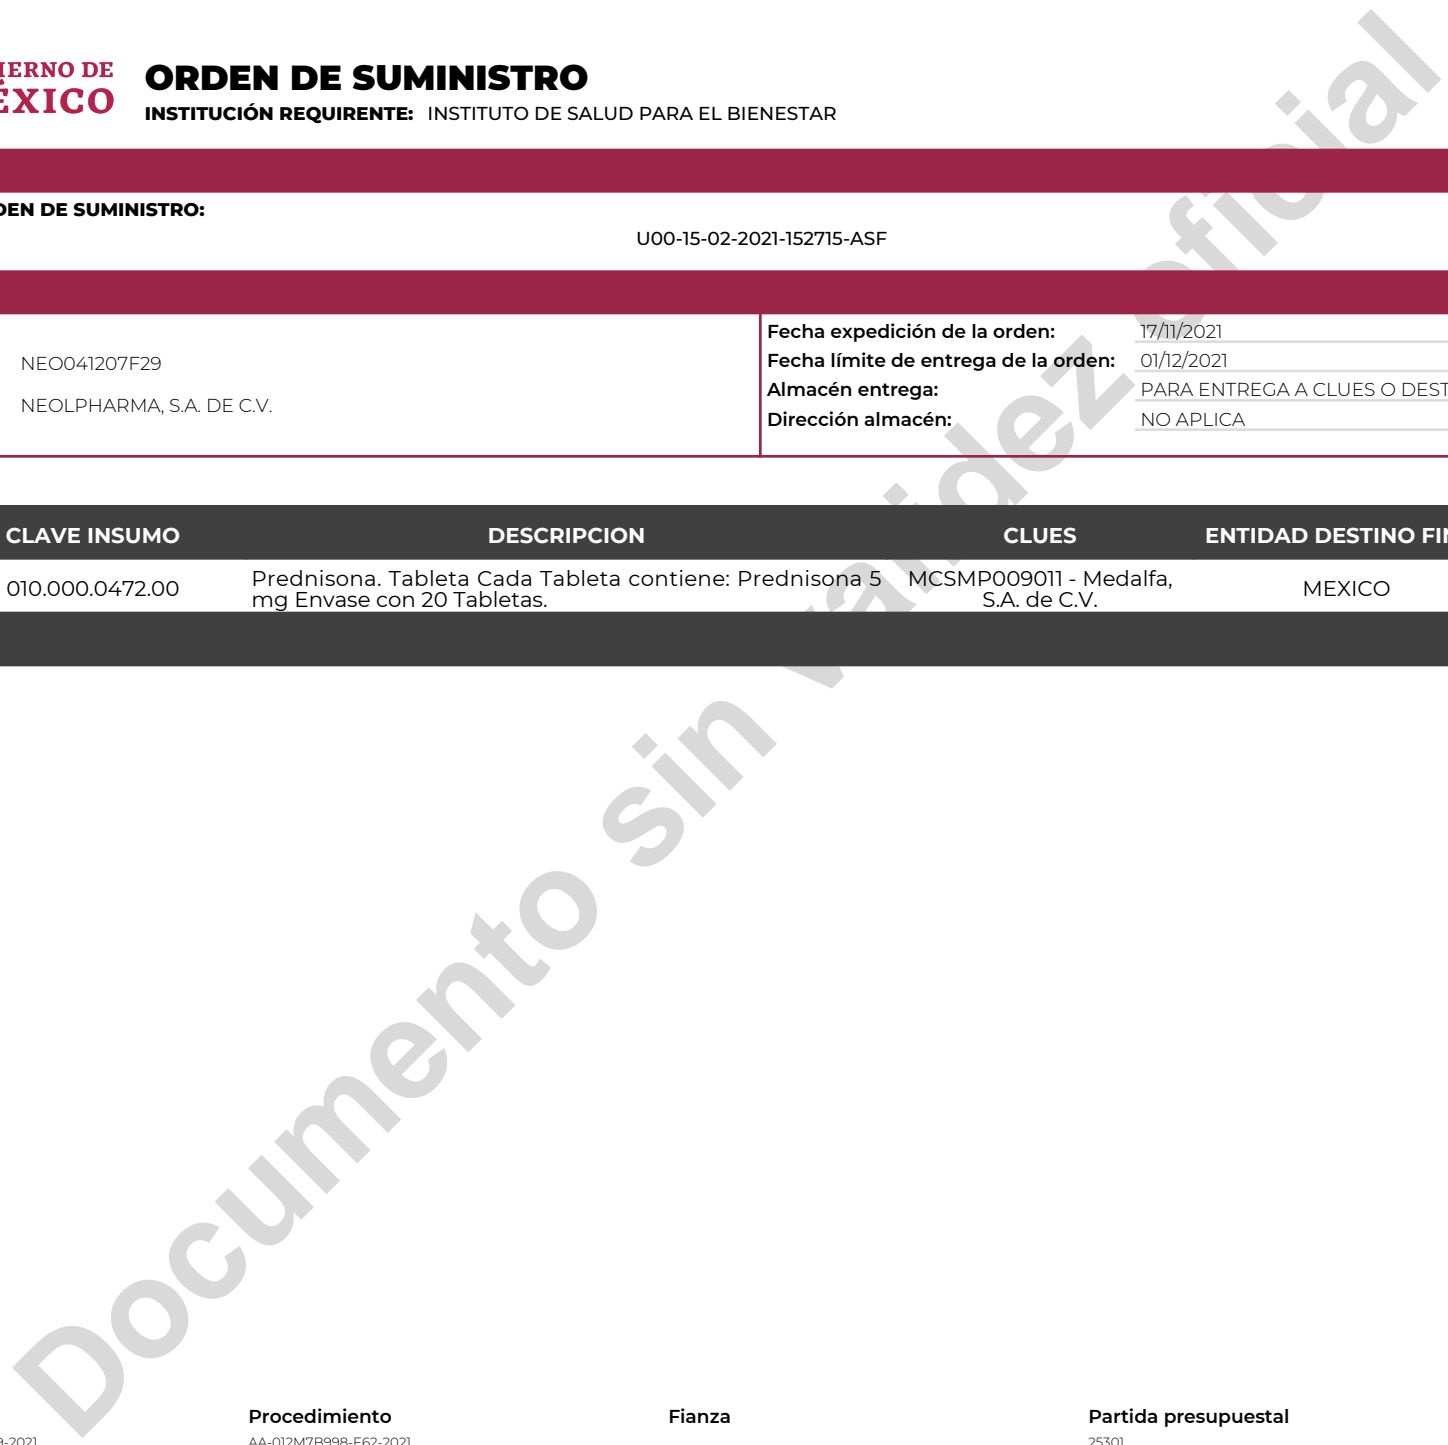 IERNO DE
ÉXICO
ORDEN DE SUMINISTRO
INSTITUCIÓN REQUIRENTE: INSTITUTO DE SALUD PARA EL BIENESTAR
DEN DE SUMINISTRO:
U00-15-02-2021-152715-ASF
NEO041207F29
NEOLPHARMA, S.A. DE C.V.
Fecha expedición de la orden: 17/11/2021
Fecha límite de entrega de la orden: 01/12/2021
Almacén entrega: PARA ENTREGA A CLUES O DEST
Dirección almacén: NO APLICA
CLAVE INSUMO DESCRIPCION CLUES ENTIDAD DESTINO FIN
010.000.0472.00 Prednisona. Tableta Cada Tableta contiene: Prednisona 5 MCSMP009011 - Medalfa, MEXICO
mg Envase con 20 Tabletas. S.A. de C.V.
Documento sin validez oficial
Procedimiento Fianza Partida presupuestal
9-2021 AA-012M7B998-E62-2021 25301